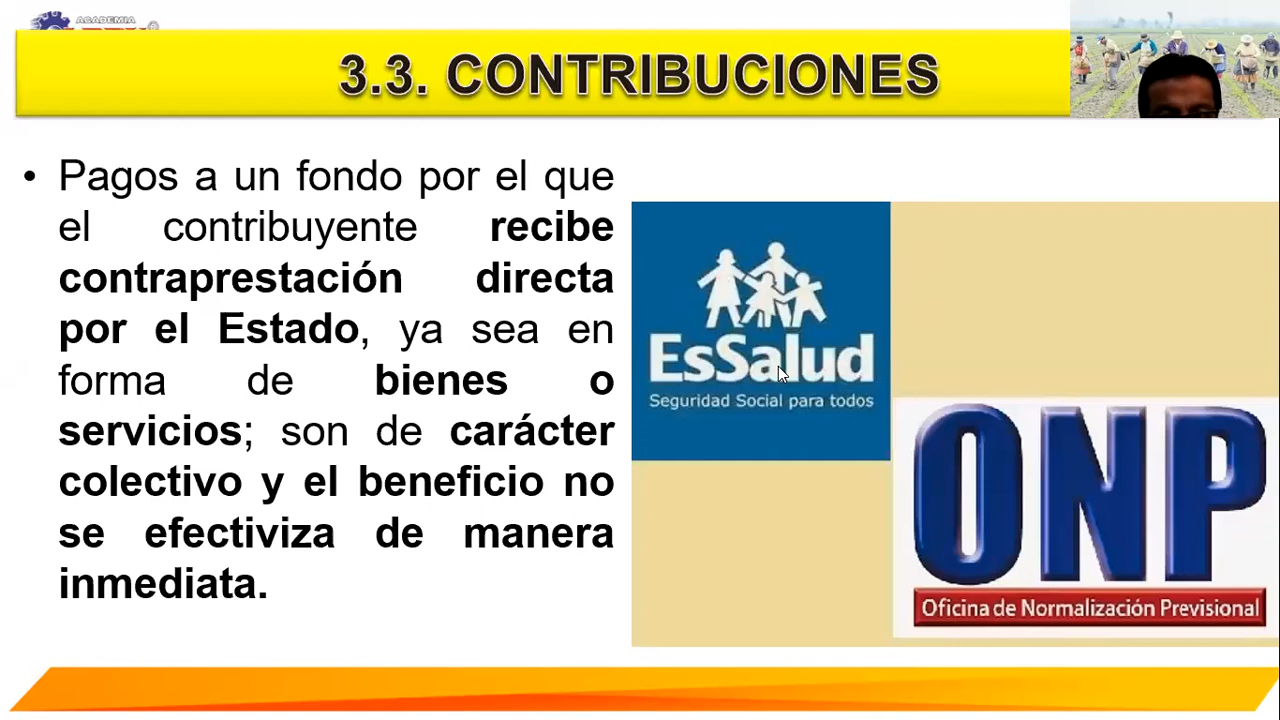 ACADEMIA
3.3. CONTRIBUCIONES
• Pagos a un fondo por el que
el contribuyente recibe
contraprestación directa
por el Estado, ya sea en
forma de bienes o
servicios; son de carácter
colectivo y el beneficio no
se efectiviza de manera
inmediata.
EsSalud
Seguridad Social para todos
ONP
Oficina de Normalización Previsional